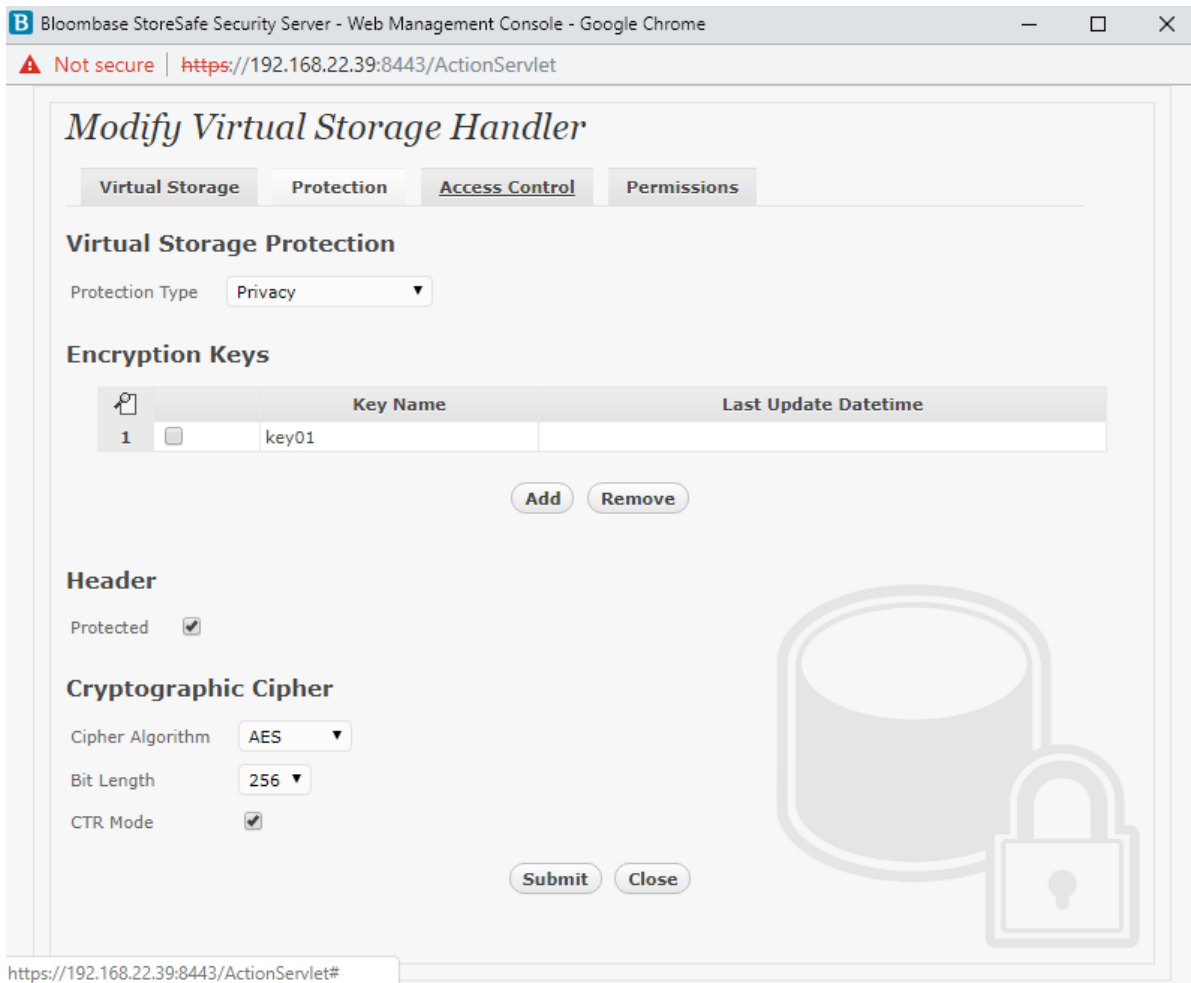 Bloombase StoreSafe Security Server - Web Management Console - Google Chrome
Not secure | https://192.168.22.39:8443/ActionServlet
Modify Virtual Storage Handler
Virtual Storage Protection Access Control Permissions
Virtual Storage Protection
Protection Type Privacy
Encryption Keys
Key Name Last Update Datetime
1 key01
Add Remove
Header
Protected
Cryptographic Cipher
Cipher Algorithm AES
Bit Length 256
CTR Mode
Submit Close
https://192.168.22.39:8443/ActionServlet#